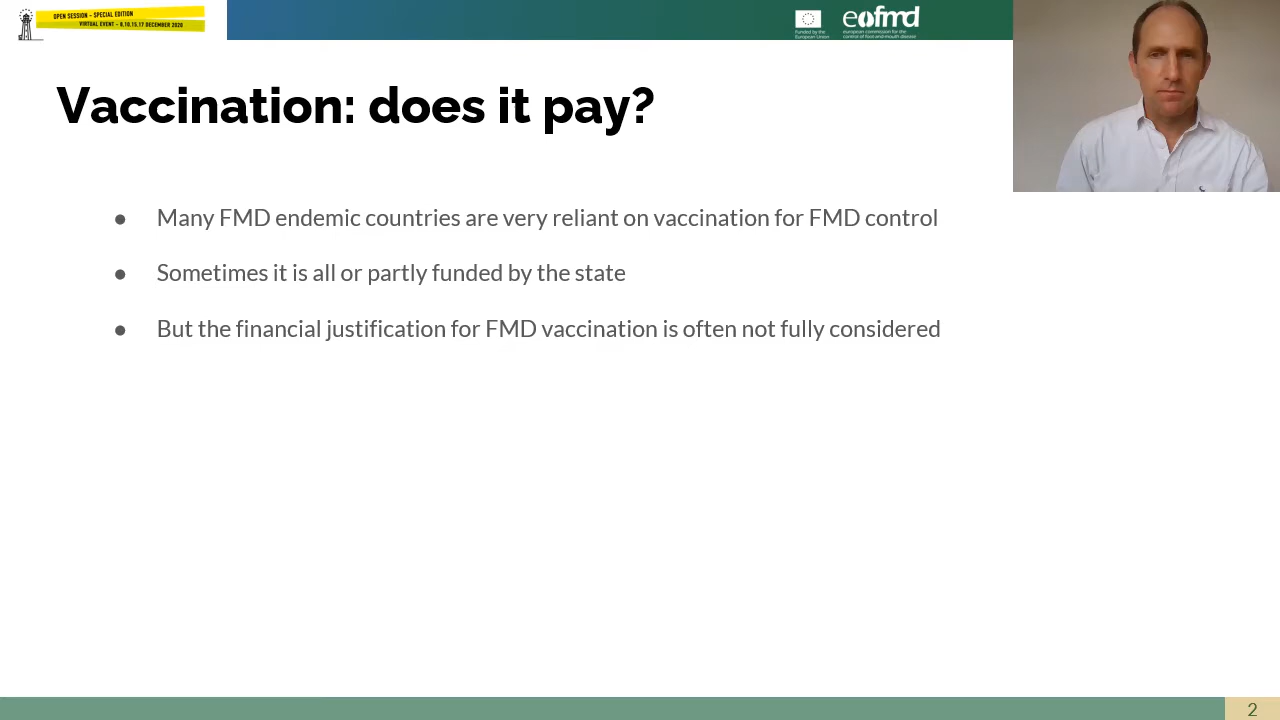 OPEN SESSION - SPECIAL EDITION
VIRTUAL EVENT - 8,10,15,17 DECEMBER 2020
Funded by the
European Union
eofmd
european commission for the
control of foot-and-mouth disease
Vaccination: does it pay?
● Many FMD endemic countries are very reliant on vaccination for FMD control
● Sometimes it is all or partly funded by the state
● But the financial justification for FMD vaccination is often not fully considered
2